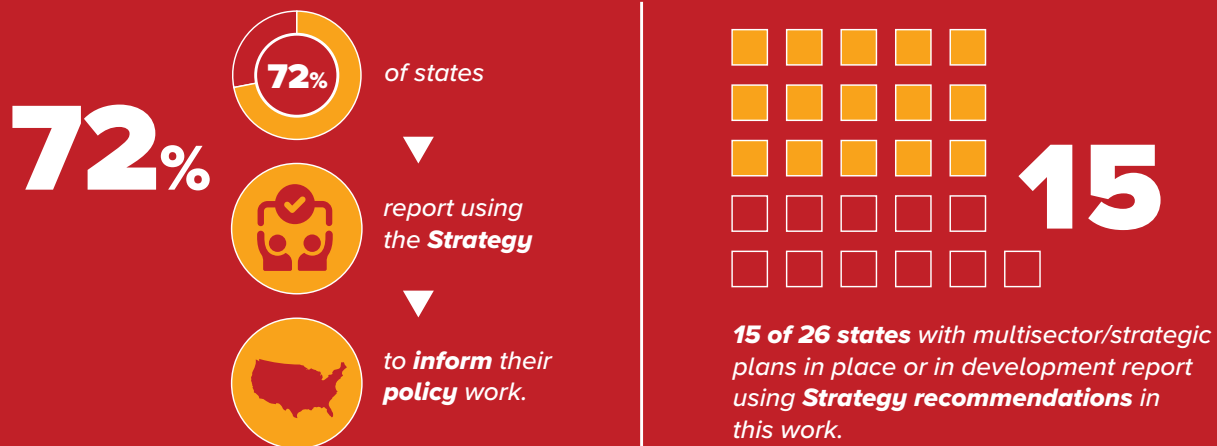 72%
72%
of states
report using
the Strategy
to inform their
policy work.
15
15 of 26 states with multisector/strategic
plans in place or in development report
using Strategy recommendations in
this work.